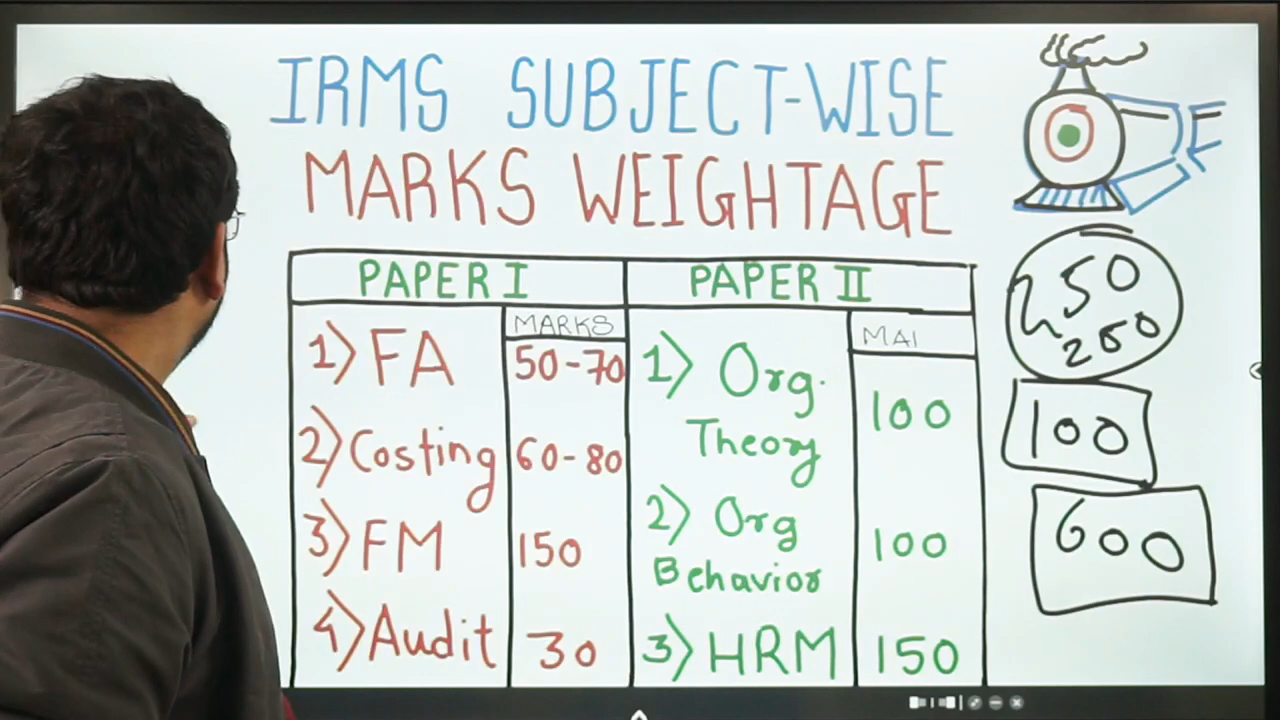 IRMS SUBJECT-WISE
MARKS WEIGHTAGE
PAPER I
MARKS
1) FA 50-70
2) Costing 60-80
3) FM 150
4) Audit 30
PAPER II
MAI
1) Org.
Theory
100
2) Org
Behavior
100
3) HRM 150
250
200
100
600